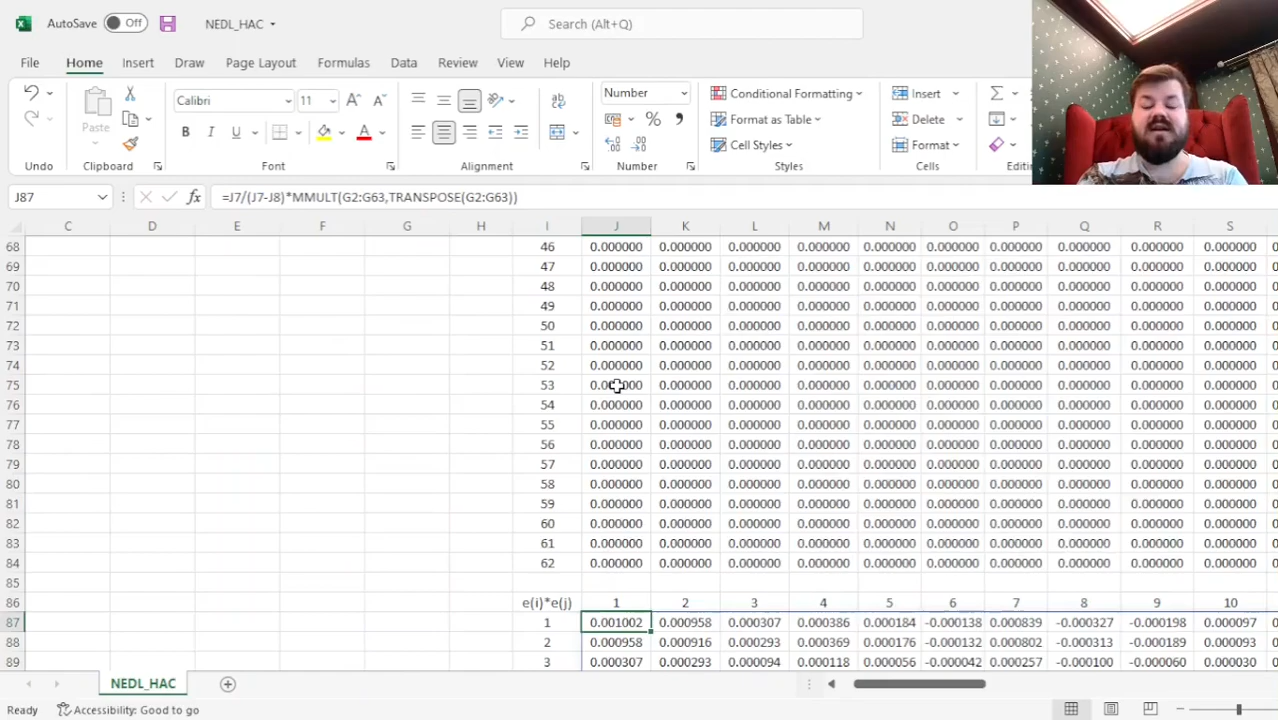 AutoSave Off NEDL_HAC Search (Alt+Q)
File Home Insert Draw Page Layout Formulas Data Review View Help
Calibri 11 Number Conditional Formatting Insert
Paste B I U A % Format as Table Delete
Cell Styles Format
Undo Clipboard Font Alignment Number Styles Cells
J87 fx =J7/(J7-J8)*MMULT(G2:G63,TRANSPOSE(G2:G63))
C D E F G H I J K L M N O P Q R S
68 46 0.000000 0.000000 0.000000 0.000000 0.000000 0.000000 0.000000 0.000000 0.000000 0.000000
69 47 0.000000 0.000000 0.000000 0.000000 0.000000 0.000000 0.000000 0.000000 0.000000 0.000000
70 48 0.000000 0.000000 0.000000 0.000000 0.000000 0.000000 0.000000 0.000000 0.000000 0.000000
71 49 0.000000 0.000000 0.000000 0.000000 0.000000 0.000000 0.000000 0.000000 0.000000 0.000000
72 50 0.000000 0.000000 0.000000 0.000000 0.000000 0.000000 0.000000 0.000000 0.000000 0.000000
73 51 0.000000 0.000000 0.000000 0.000000 0.000000 0.000000 0.000000 0.000000 0.000000 0.000000
74 52 0.000000 0.000000 0.000000 0.000000 0.000000 0.000000 0.000000 0.000000 0.000000 0.000000
75 53 0.000000 0.000000 0.000000 0.000000 0.000000 0.000000 0.000000 0.000000 0.000000
76 54 0.000000 0.000000 0.000000 0.000000 0.000000 0.000000 0.000000 0.000000 0.000000 0.000000
77 55 0.000000 0.000000 0.000000 0.000000 0.000000 0.000000 0.000000 0.000000 0.000000 0.000000
78 56 0.000000 0.000000 0.000000 0.000000 0.000000 0.000000 0.000000 0.000000 0.000000 0.000000
79 57 0.000000 0.000000 0.000000 0.000000 0.000000 0.000000 0.000000 0.000000 0.000000 0.000000
80 58 0.000000 0.000000 0.000000 0.000000 0.000000 0.000000 0.000000 0.000000 0.000000 0.000000
81 59 0.000000 0.000000 0.000000 0.000000 0.000000 0.000000 0.000000 0.000000 0.000000 0.000000
82 60 0.000000 0.000000 0.000000 0.000000 0.000000 0.000000 0.000000 0.000000 0.000000 0.000000
83 61 0.000000 0.000000 0.000000 0.000000 0.000000 0.000000 0.000000 0.000000 0.000000 0.000000
84 62 0.000000 0.000000 0.000000 0.000000 0.000000 0.000000 0.000000 0.000000 0.000000 0.000000
85
86 e(i)*e(j) 1 2 3 4 5 6 7 8 9 10
87 1 0.001002 0.000958 0.000307 0.000386 0.000184 -0.000138 0.000839 -0.000327 -0.000198 0.000097
88 2 0.000958 0.000916 0.000293 0.000369 0.000176 -0.000132 0.000802 -0.000313 -0.000189 0.000093
89 3 0.000307 0.000293 0.000094 0.000118 0.000056 -0.000042 0.000257 -0.000100 -0.000060 0.000030
NEDL_HAC
Ready Accessibility: Good to go